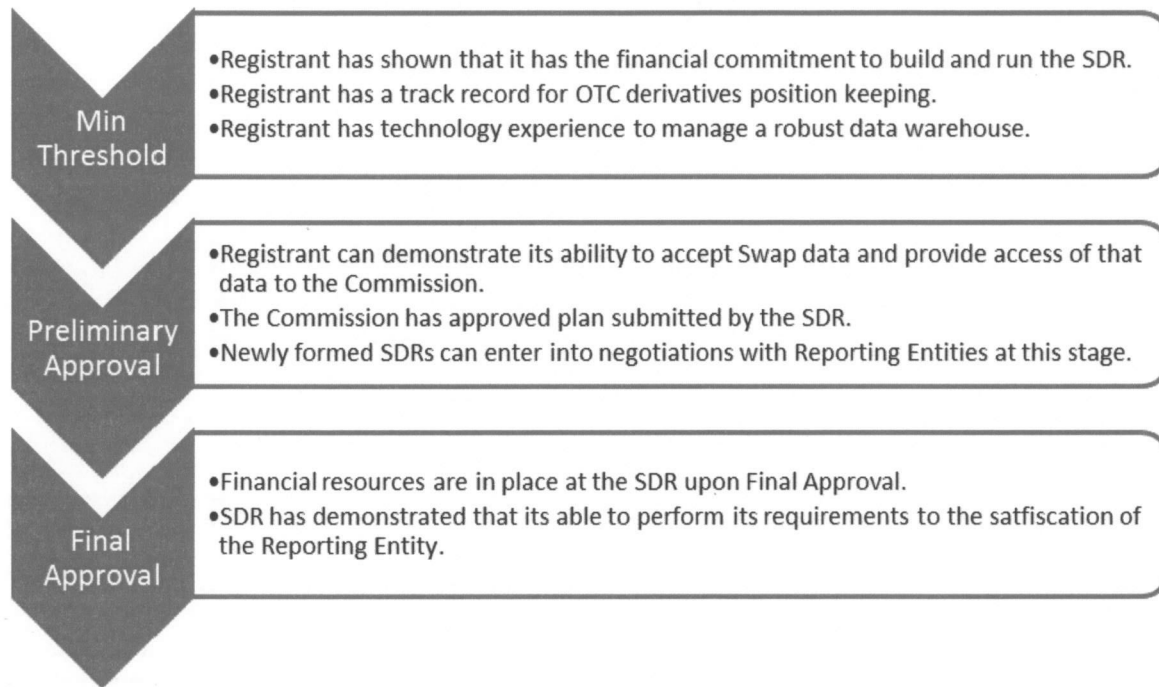 Min
Threshold
•Registrant has shown that it has the financial commitment to build and run the SDR.
•Registrant has a track record for OTC derivatives position keeping.
•Registrant has technology experience to manage a robust data warehouse.
Preliminary
Approval
•Registrant can demonstrate its ability to accept Swap data and provide access of that
data to the Commission.
•The Commission has approved plan submitted by the SDR.
•Newly formed SDRs can enter into negotiations with Reporting Entities at this stage.
Final
Approval
•Financial resources are in place at the SDR upon Final Approval.
•SDR has demonstrated that its able to perform its requirements to the satfiscation of
the Reporting Entity.